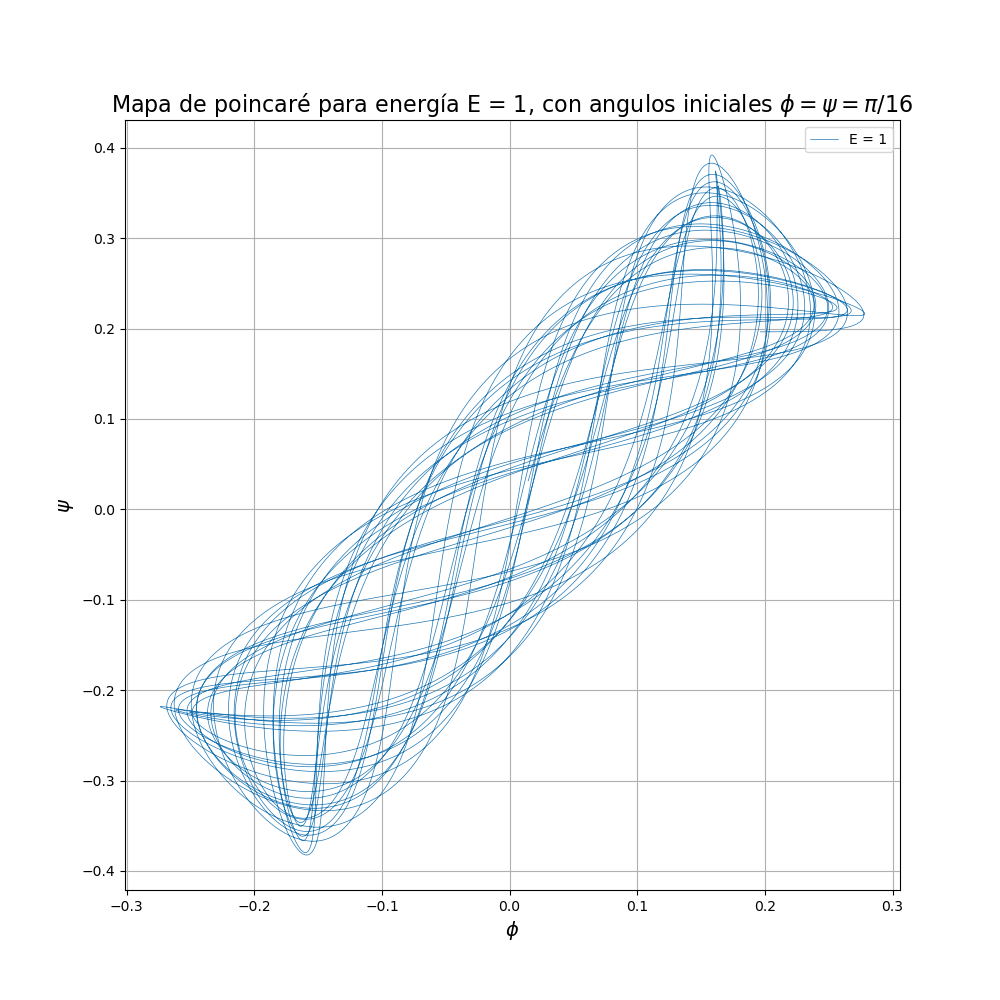 Mapa de poincaré para energía E = 1, con angulos iniciales ϕ = ψ = π/16
E = 1
0.4
0.3
0.2
0.1
0.0
−0.1
−0.2
−0.3
−0.4
ψ
−0.3 −0.2 −0.1 0.0 0.1 0.2 0.3
ϕ